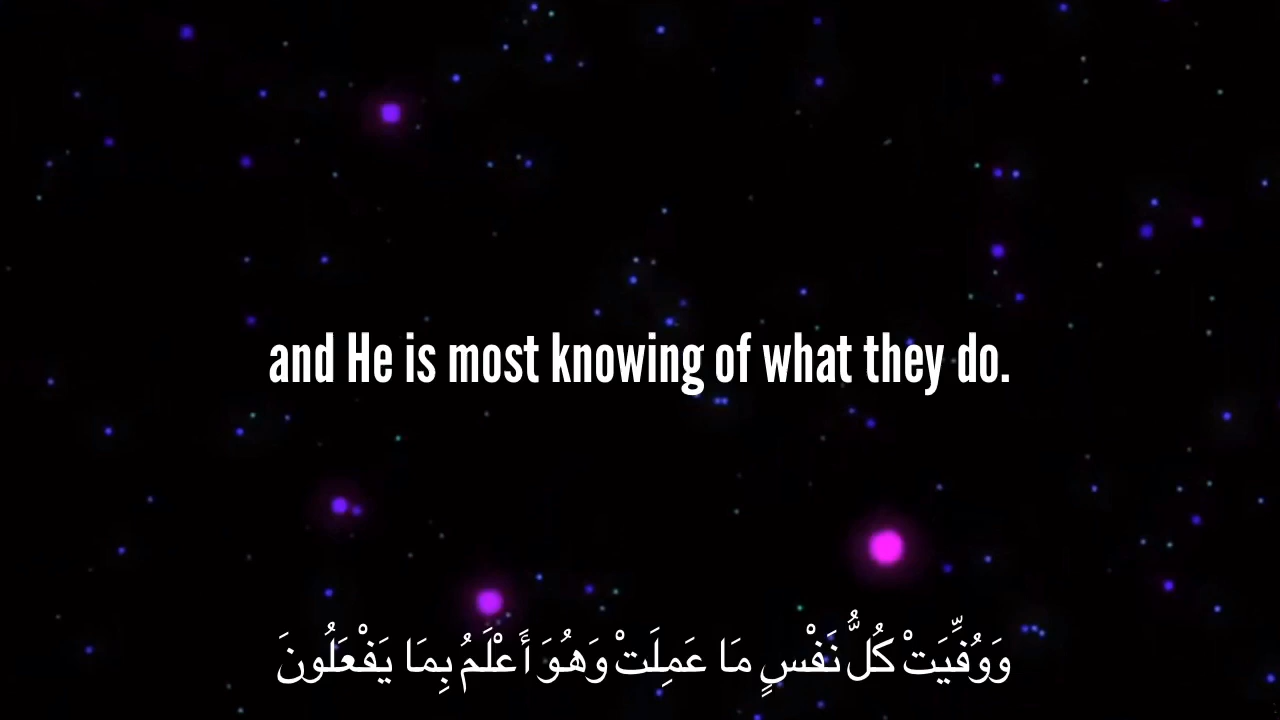 and He is most knowing of what they do.
وَوُفِّيَتْ كُلُّ نَفْسٍ مَا عَمِلَتْ وَهُوَ أَعْلَمُ بِمَا يَفْعَلُونَ